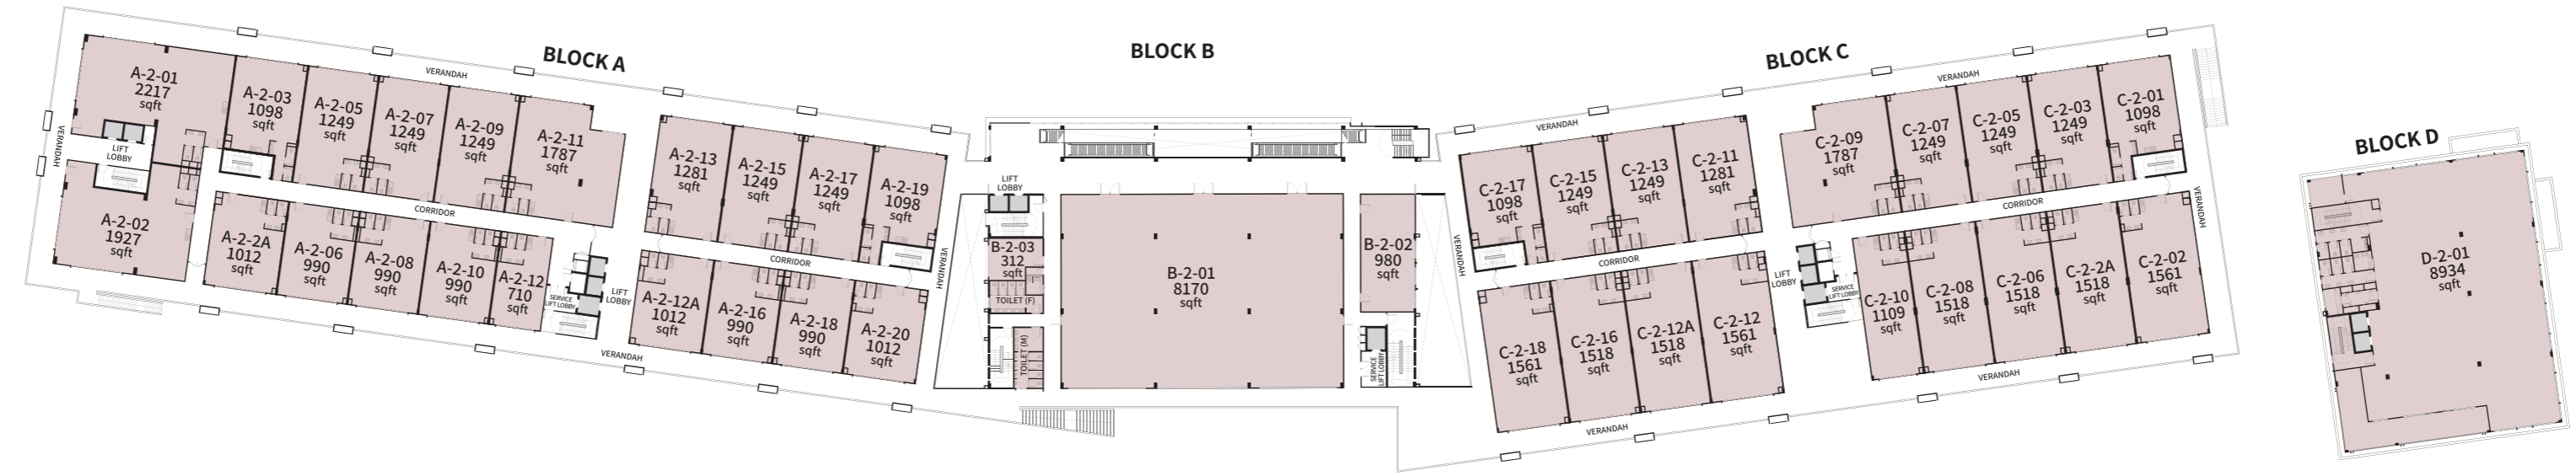 BLOCK A
VERANDAH
A-2-01
2217
sqft
A-2-03
1098
sqft
A-2-05
1249
sqft
A-2-07
1249
sqft
A-2-09
1249
sqft
A-2-11
1787
sqft
A-2-13
1281
sqft
A-2-15
1249
sqft
A-2-17
1249
sqft
A-2-19
1098
sqft
VERANDAH
LIFT
LOBBY
CORRIDOR
CORRIDOR
VERANDAH
A-2-02
1927
sqft
A-2-2A
1012
sqft
A-2-06
990
sqft
A-2-08
990
sqft
A-2-10
990
sqft
A-2-12
710
sqft
SERVICE
LIFT LOBBY
LIFT
LOBBY
A-2-12A
1012
sqft
A-2-16
990
sqft
A-2-18
990
sqft
A-2-20
1012
sqft
VERANDAH
BLOCK B
LIFT
LOBBY
B-2-03
312
sqft
TOILET (F)
TOILET (M)
B-2-01
8170
sqft
B-2-02
980
sqft
SERVICE
LIFT LOBBY
BLOCK C
VERANDAH
VERANDAH
C-2-17
1098
sqft
C-2-15
1249
sqft
C-2-13
1249
sqft
C-2-11
1281
sqft
C-2-09
1787
sqft
C-2-07
1249
sqft
C-2-05
1249
sqft
C-2-03
1249
sqft
C-2-01
1098
sqft
VERANDAH
CORRIDOR
CORRIDOR
VERANDAH
C-2-18
1561
sqft
C-2-16
1518
sqft
C-2-12A
1518
sqft
C-2-12
1561
sqft
LIFT
LOBBY
SERVICE
LIFT LOBBY
C-2-10
1109
sqft
C-2-08
1518
sqft
C-2-06
1518
sqft
C-2-2A
1518
sqft
C-2-02
1561
sqft
VERANDAH
VERANDAH
BLOCK D
D-2-01
8934
sqft